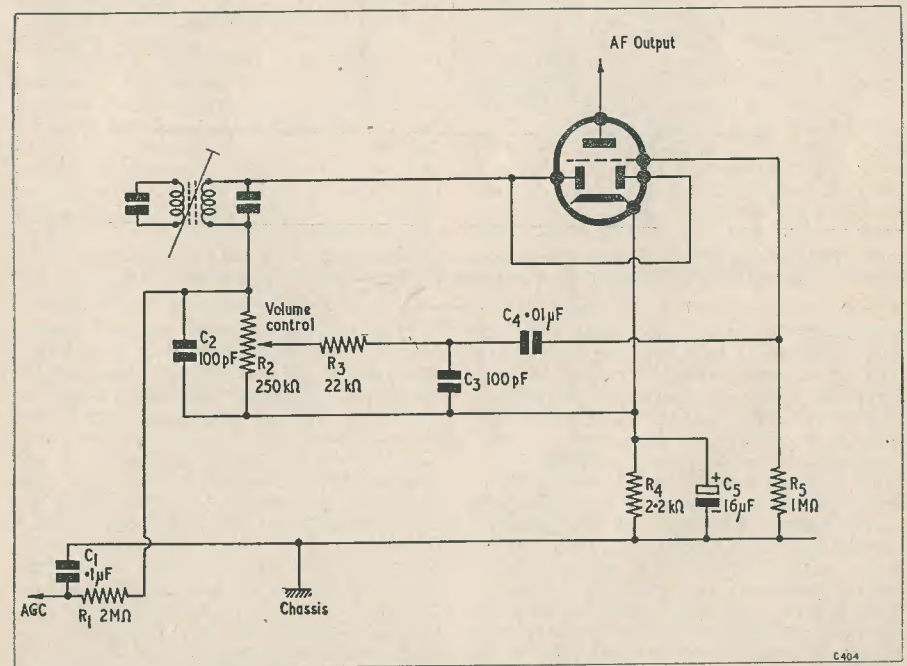 AF Output
Volume
control
C2
100pF
R2
250kΩ
R3
22kΩ
C4 ·01µF
C3 100pF
R4
2·2kΩ
+
C5
16µF
−
R5
1MΩ
C1
·1µF
AGC
R1 2MΩ
Chassis
C404